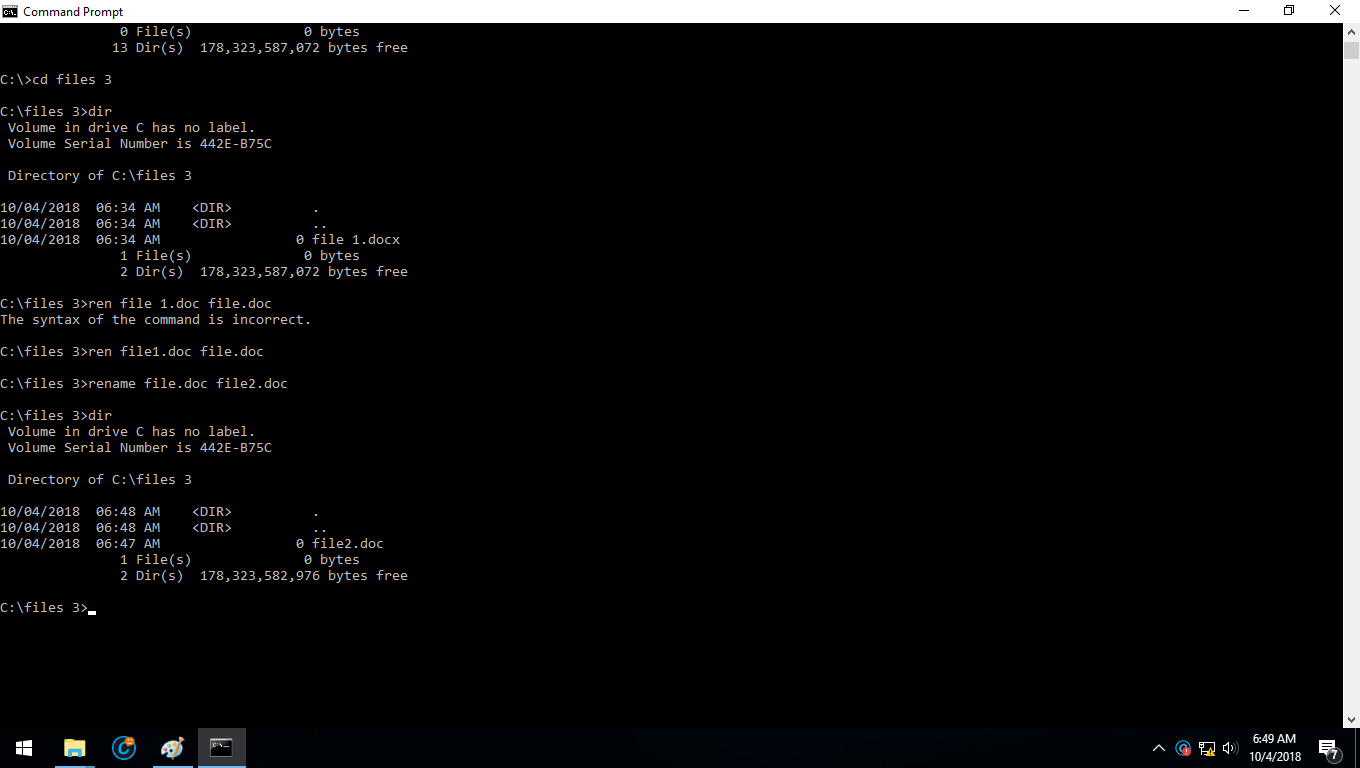 Command Prompt
0 File(s) 0 bytes
13 Dir(s) 178,323,587,072 bytes free
C:\>cd files 3
C:\files 3>dir
Volume in drive C has no label.
Volume Serial Number is 442E-B75C
Directory of C:\files 3
10/04/2018 06:34 AM <DIR> .
10/04/2018 06:34 AM <DIR> ..
10/04/2018 06:34 AM 0 file 1.docx
1 File(s) 0 bytes
2 Dir(s) 178,323,587,072 bytes free
C:\files 3>ren file 1.doc file.doc
The syntax of the command is incorrect.
C:\files 3>ren file1.doc file.doc
C:\files 3>rename file.doc file2.doc
C:\files 3>dir
Volume in drive C has no label.
Volume Serial Number is 442E-B75C
Directory of C:\files 3
10/04/2018 06:48 AM <DIR> .
10/04/2018 06:48 AM <DIR> ..
10/04/2018 06:47 AM 0 file2.doc
1 File(s) 0 bytes
2 Dir(s) 178,323,582,976 bytes free
C:\files 3>
6:49 AM
10/4/2018
7